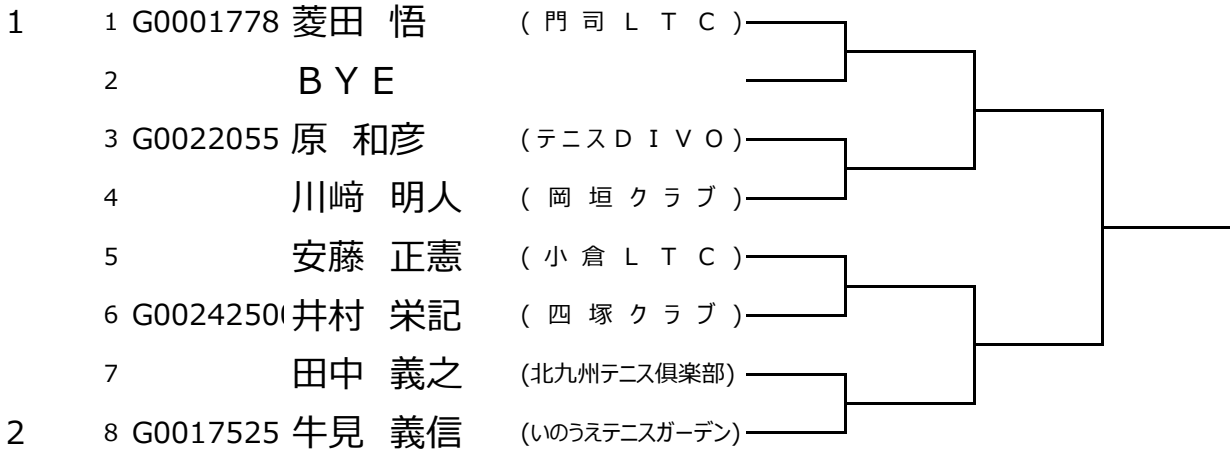 1 1 G0001778 菱田 悟 (門司LTC)
2 BYE
3 G0022055 原 和彦 (テニスDIVO)
4 川﨑 明人 (岡垣クラブ)
5 安藤 正憲 (小倉LTC)
6 G0024250 井村 栄記 (四塚クラブ)
7 田中 義之 (北九州テニス倶楽部)
2 8 G0017525 牛見 義信 (いのうえテニスガーデン)